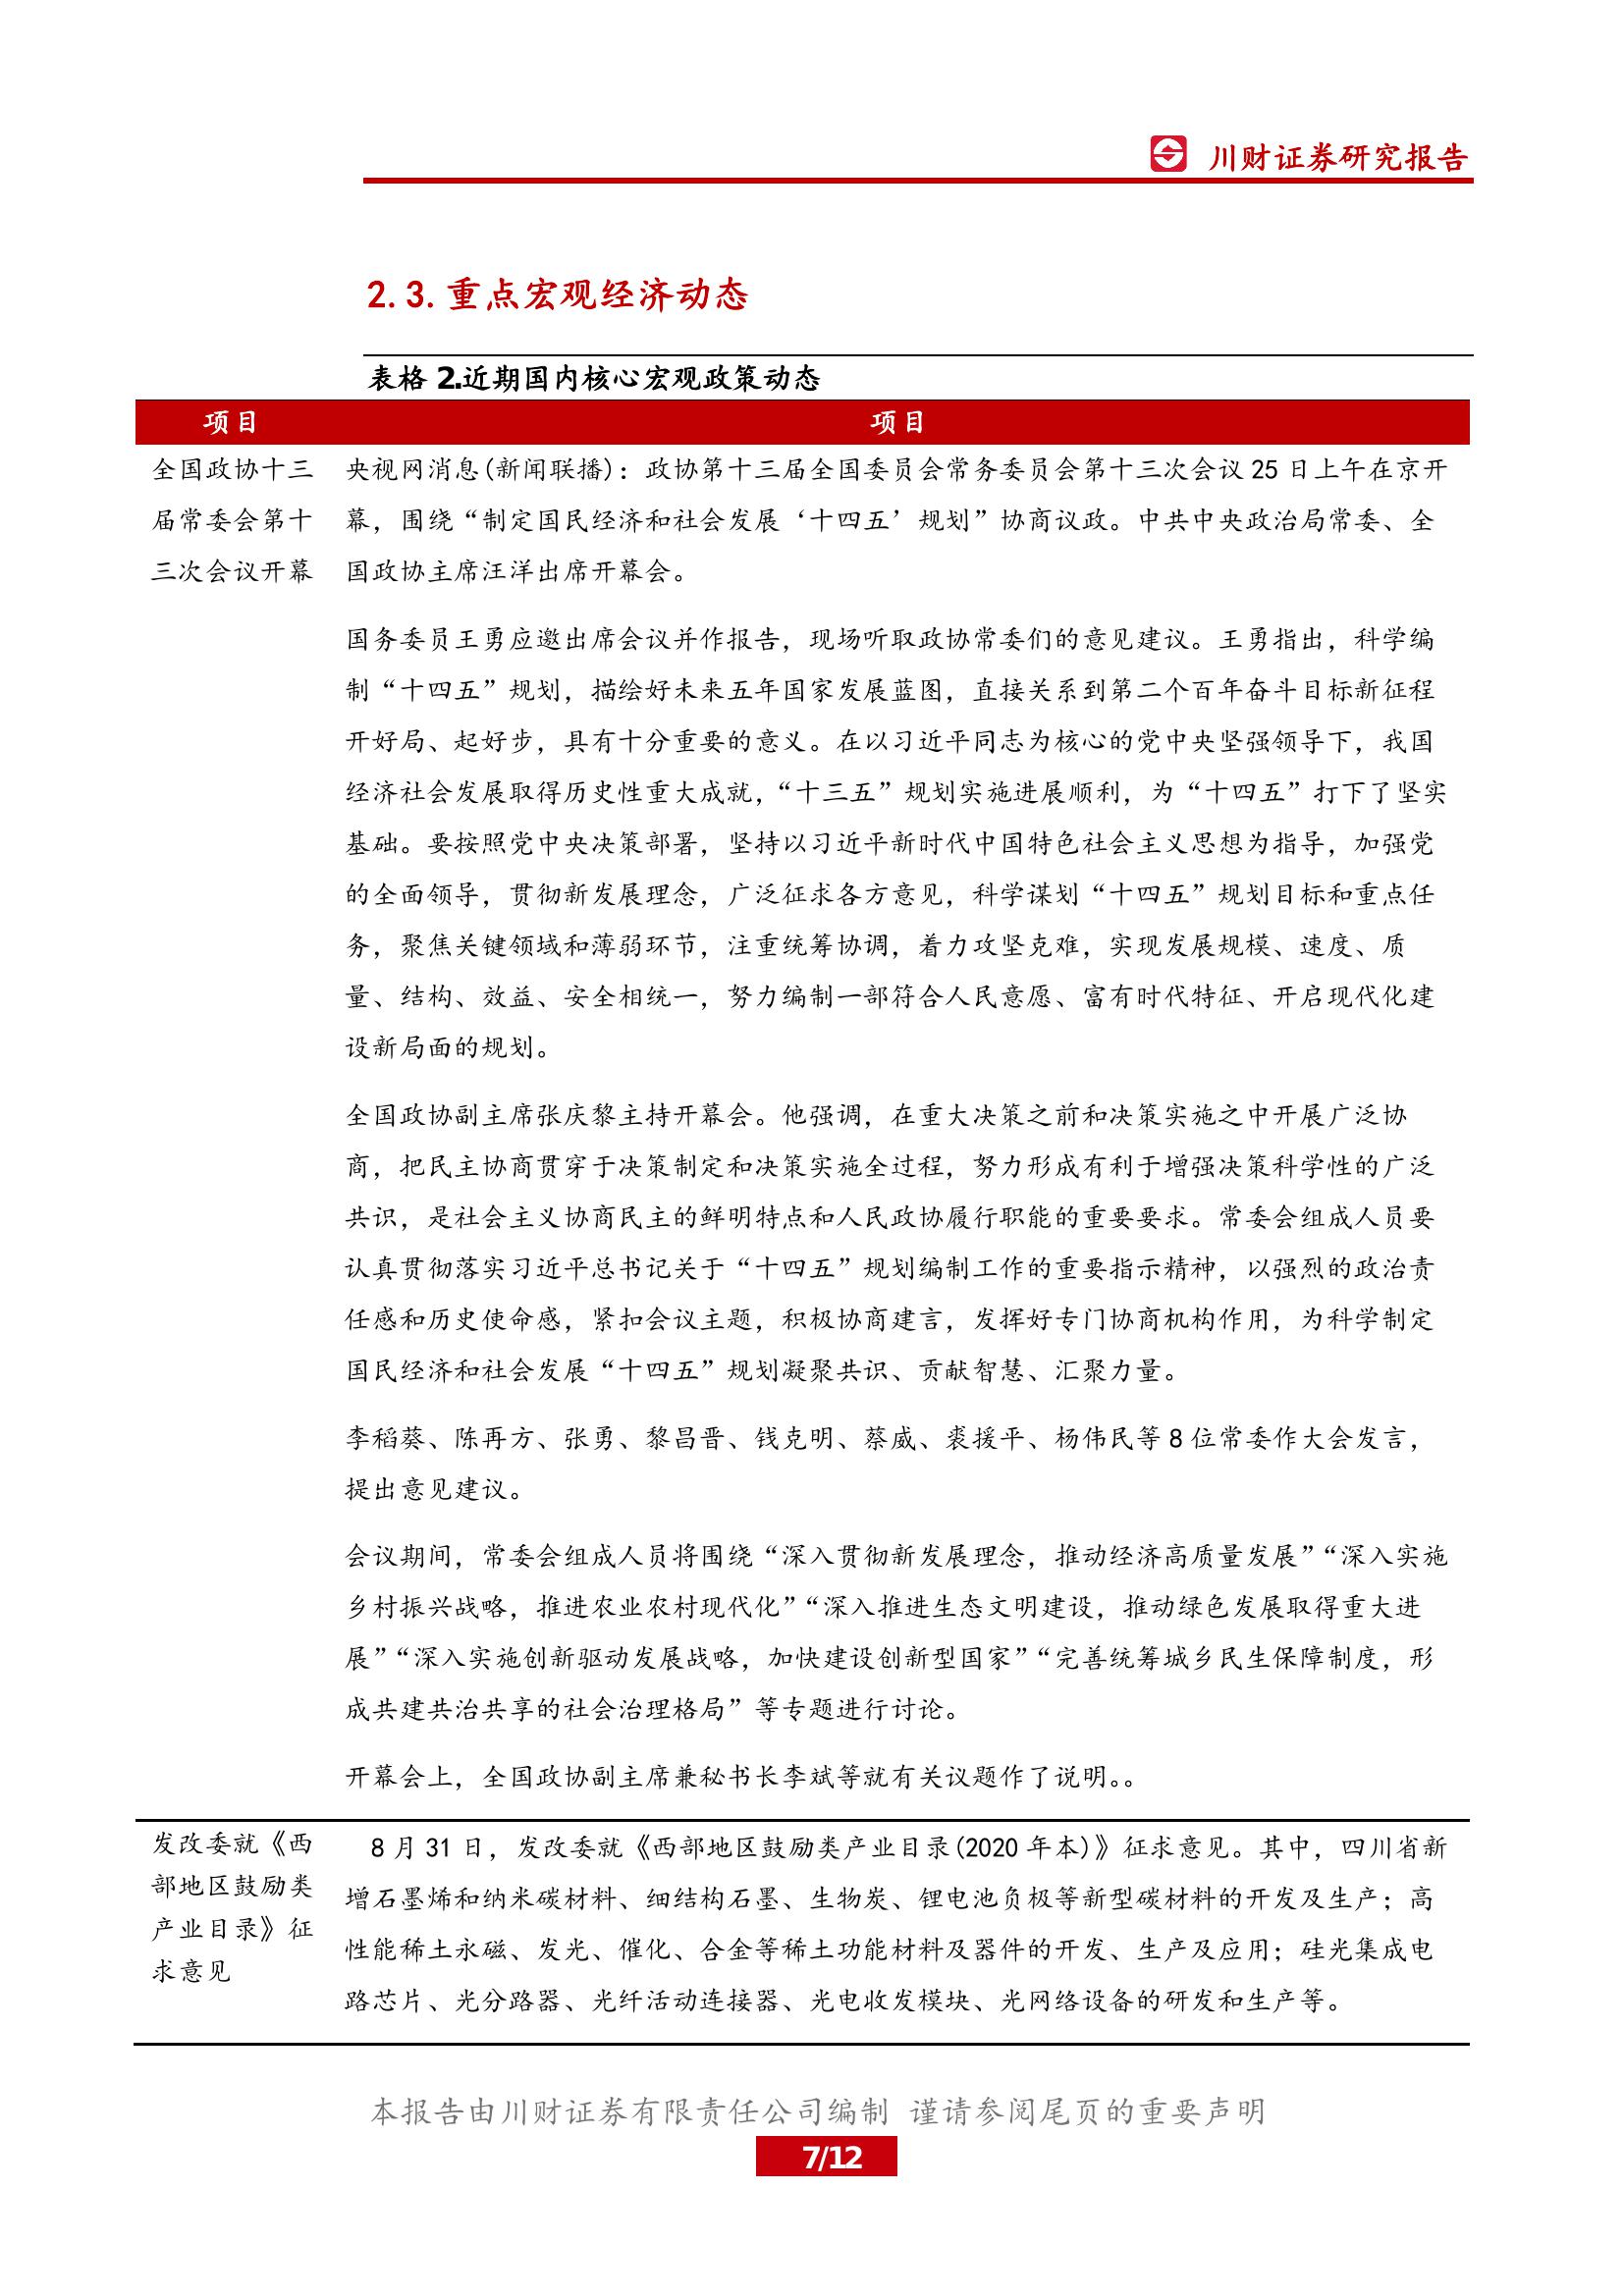 川财证券研究报告
2.3.重点宏观经济动态
表格 2.近期国内核心宏观政策动态
项目 项目
全国政协十三
届常委会第十
三次会议开幕
央视网消息(新闻联播)：政协第十三届全国委员会常务委员会第十三次会议 25 日上午在京开
幕，围绕“制定国民经济和社会发展‘十四五’规划”协商议政。中共中央政治局常委、全
国政协主席汪洋出席开幕会。
国务委员王勇应邀出席会议并作报告，现场听取政协常委们的意见建议。王勇指出，科学编
制“十四五”规划，描绘好未来五年国家发展蓝图，直接关系到第二个百年奋斗目标新征程
开好局、起好步，具有十分重要的意义。在以习近平同志为核心的党中央坚强领导下，我国
经济社会发展取得历史性重大成就，“十三五”规划实施进展顺利，为“十四五”打下了坚实
基础。要按照党中央决策部署，坚持以习近平新时代中国特色社会主义思想为指导，加强党
的全面领导，贯彻新发展理念，广泛征求各方意见，科学谋划“十四五”规划目标和重点任
务，聚焦关键领域和薄弱环节，注重统筹协调，着力攻坚克难，实现发展规模、速度、质
量、结构、效益、安全相统一，努力编制一部符合人民意愿、富有时代特征、开启现代化建
设新局面的规划。
全国政协副主席张庆黎主持开幕会。他强调，在重大决策之前和决策实施之中开展广泛协
商，把民主协商贯穿于决策制定和决策实施全过程，努力形成有利于增强决策科学性的广泛
共识，是社会主义协商民主的鲜明特点和人民政协履行职能的重要要求。常委会组成人员要
认真贯彻落实习近平总书记关于“十四五”规划编制工作的重要指示精神，以强烈的政治责
任感和历史使命感，紧扣会议主题，积极协商建言，发挥好专门协商机构作用，为科学制定
国民经济和社会发展“十四五”规划凝聚共识、贡献智慧、汇聚力量。
李稻葵、陈再方、张勇、黎昌晋、钱克明、蔡威、裘援平、杨伟民等 8 位常委作大会发言，
提出意见建议。
会议期间，常委会组成人员将围绕“深入贯彻新发展理念，推动经济高质量发展”“深入实施
乡村振兴战略，推进农业农村现代化”“深入推进生态文明建设，推动绿色发展取得重大进
展”“深入实施创新驱动发展战略，加快建设创新型国家”“完善统筹城乡民生保障制度，形
成共建共治共享的社会治理格局”等专题进行讨论。
开幕会上，全国政协副主席兼秘书长李斌等就有关议题作了说明。。
发改委就《西
部地区鼓励类
产业目录》征
求意见
8 月 31 日，发改委就《西部地区鼓励类产业目录(2020 年本)》征求意见。其中，四川省新
增石墨烯和纳米碳材料、细结构石墨、生物炭、锂电池负极等新型碳材料的开发及生产；高
性能稀土永磁、发光、催化、合金等稀土功能材料及器件的开发、生产及应用；硅光集成电
路芯片、光分路器、光纤活动连接器、光电收发模块、光网络设备的研发和生产等。
本报告由川财证券有限责任公司编制 谨请参阅尾页的重要声明
7/12